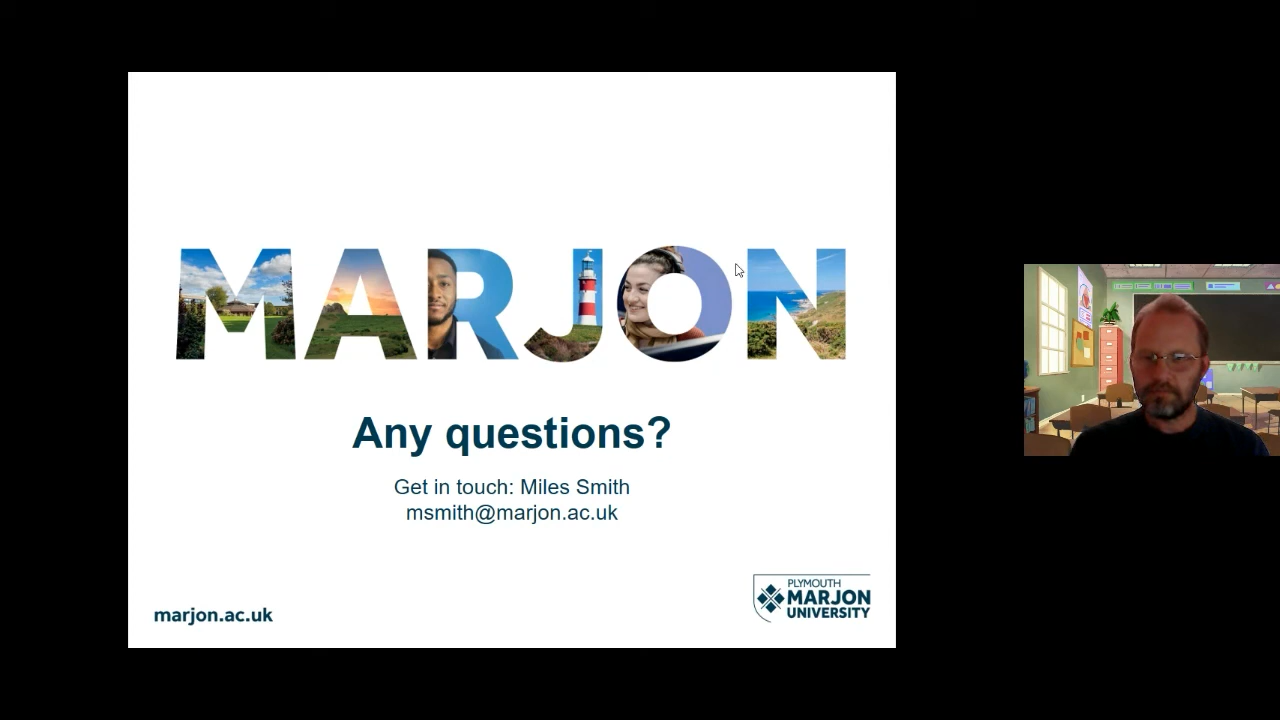 MARJON
Any questions?
Get in touch: Miles Smith
msmith@marjon.ac.uk
marjon.ac.uk
PLYMOUTH
MARJON
UNIVERSITY